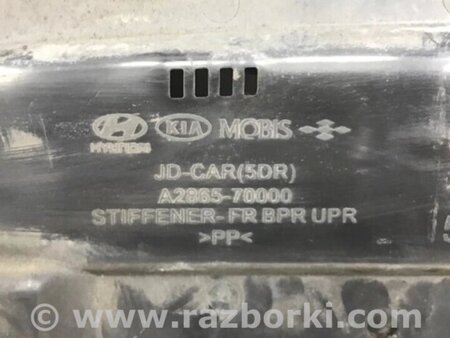 HYUNDAI KIA MOBIS
JD-CAR(5DR)
A2865-70000
STIFFENER-FR BPR UPR
>PP<
© www.razborki.com